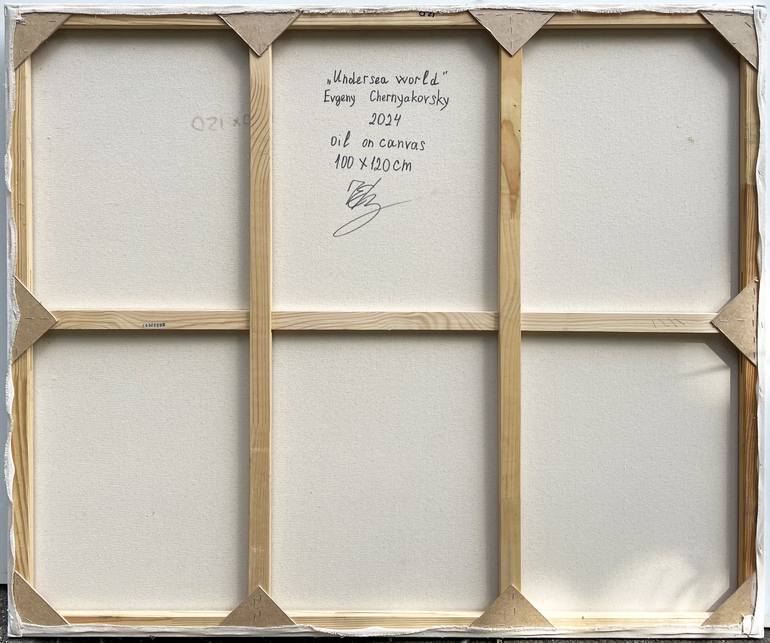 „Undersea world"
Evgeny Chernyakovsky
2024
oil on canvas
100 x 120 cm